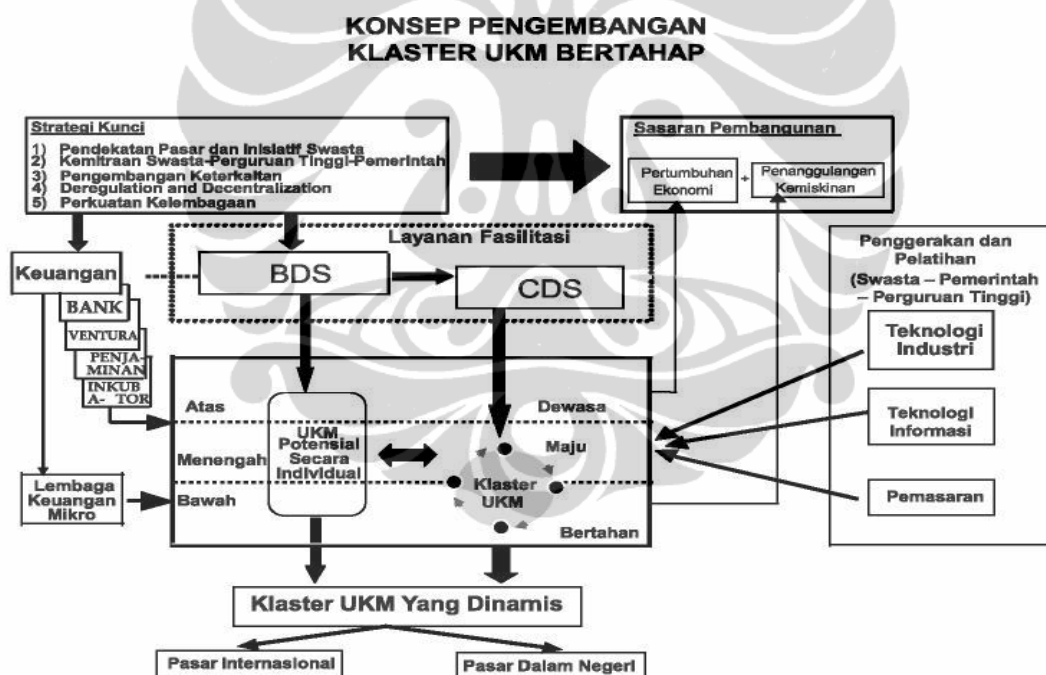 KONSEP PENGEMBANGAN
KLASTER UKM BERTAHAP
Strategi Kunci
1) Pendekatan Pasar dan Inisiatif Swasta
2) Kemitraan Swasta-Perguruan Tinggi-Pemerintah
3) Pengembangan Keterkaitan
4) Deregulation and Decentralization
5) Perkuatan Kelembagaan
Sasaran Pembangunan
Pertumbuhan
Ekonomi
+
Penanggulangan
Kemiskinan
Layanan Fasilitasi
BDS
CDS
Keuangan
BANK
VENTURA
PENJA-
MINAN
INKUB
A- TOR
Lembaga
Keuangan
Mikro
Atas
Menengah
Bawah
UKM
Potensial
Secara
Individual
Dewasa
Maju
Klaster
UKM
Bertahan
Penggerakan dan
Pelatihan
(Swasta – Pemerintah
– Perguruan Tinggi)
Teknologi
Industri
Teknologi
Informasi
Pemasaran
Klaster UKM Yang Dinamis
Pasar Internasional
Pasar Dalam Negeri